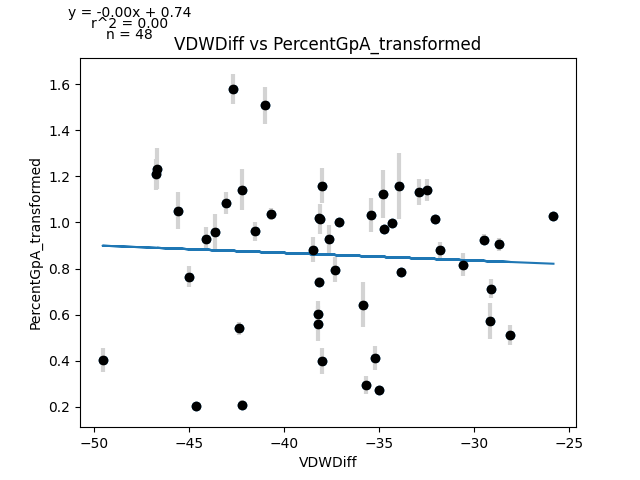 y = -0.00x + 0.74
r^2 = 0.00
n = 48
VDWDiff vs PercentGpA_transformed
PercentGpA_transformed
1.6
1.4
1.2
1.0
0.8
0.6
0.4
0.2
−50
−45
−40
−35
−30
−25
VDWDiff